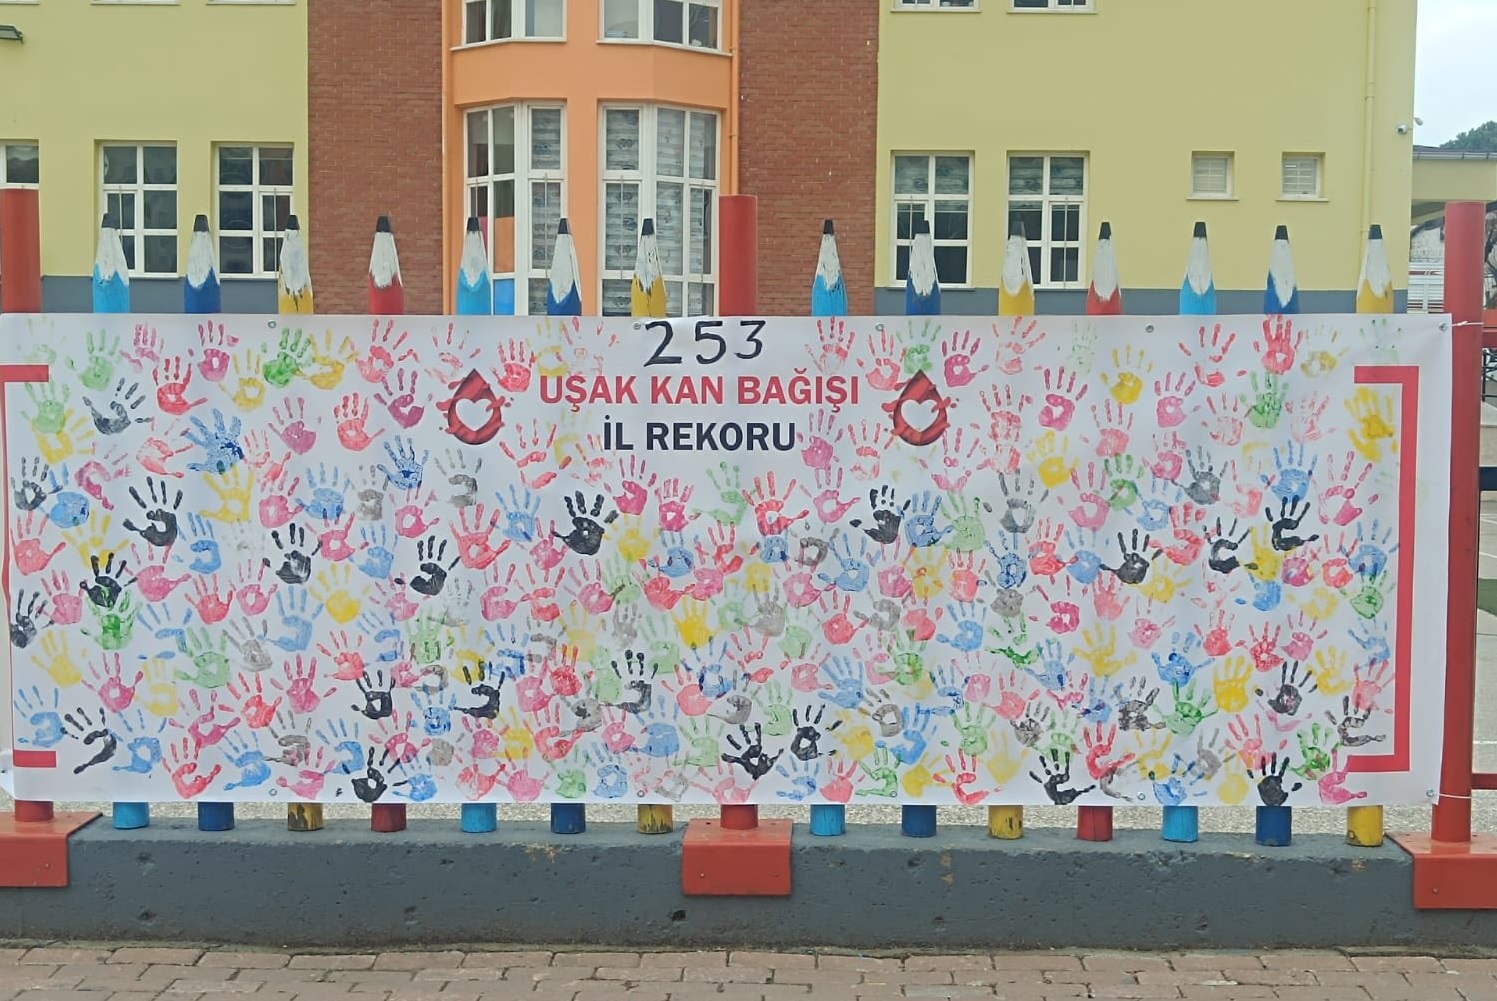 253
UŞAK KAN BAĞIŞI
İL REKORU